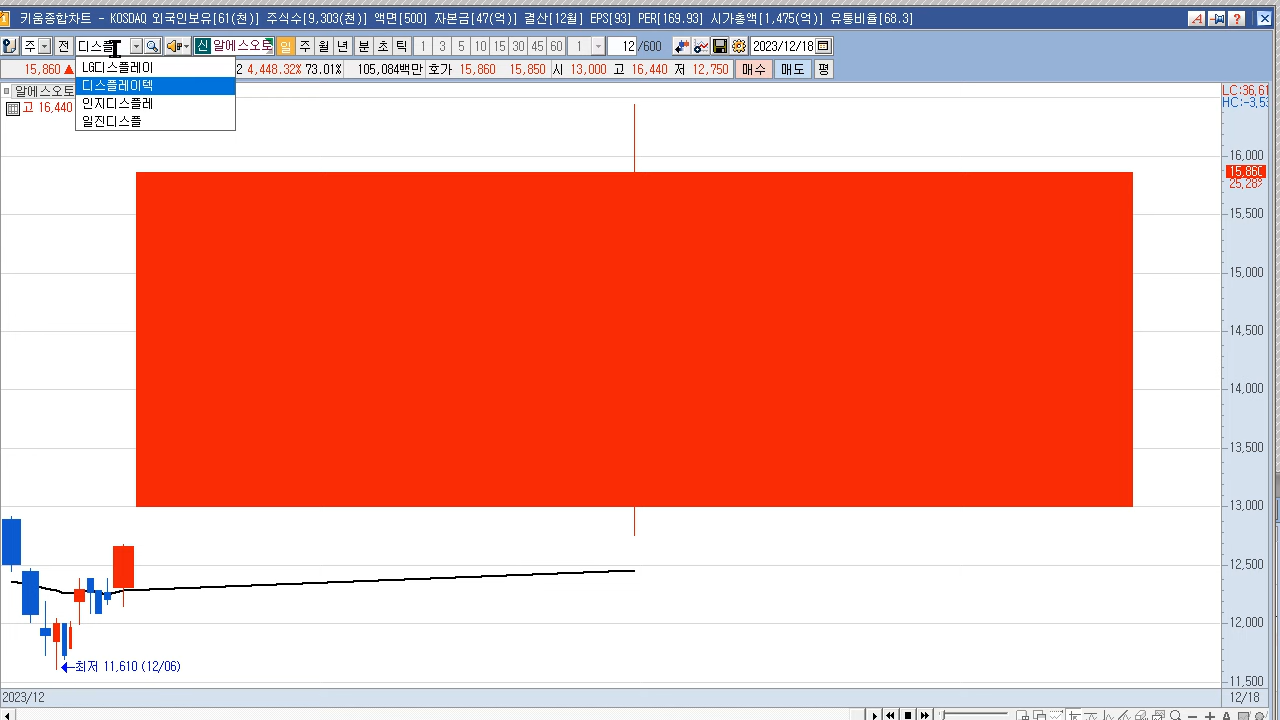 키움종합차트 - KOSDAQ 외국인보유[61(천)] 주식수[9,303(천)] 액면[500] 자본금[47(억)] 결산[12월] EPS[93] PER[169.93] 시가총액[1,475(억)] 유통비율[68.3]
주 전 디스플 신 알에스오토 일 주 월 년 분 초 틱 1 3 5 10 15 30 45 60 1 12 /600 2023/12/18
15,860 ▲ 2 4,448.32% 73.01% 105,084백만 호가 15,860 15,850 시 13,000 고 16,440 저 12,750 매수 매도 평
LG디스플레이
디스플레이텍
인지디스플레
일진디스플
알에스오토
고 16,440
LC:36,61
HC:-3,53
16,000
15,860
25,28%
15,500
15,000
14,500
14,000
13,500
13,000
12,500
12,000
11,500
최저 11,610 (12/06)
2023/12
12/18